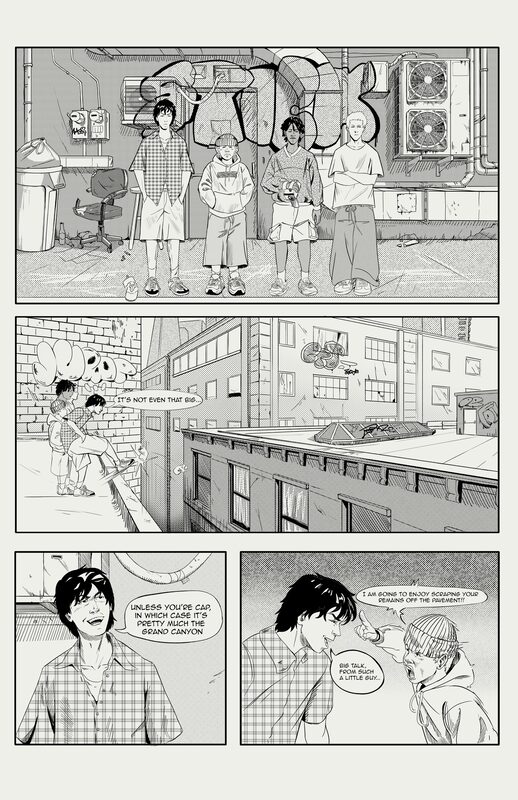 IT'S NOT EVEN THAT BIG...
UNLESS YOU'RE CAP,
IN WHICH CASE IT'S
PRETTY MUCH THE
GRAND CANYON
I AM GOING TO ENJOY SCRAPING YOUR
REMAINS OFF THE PAVEMENT!!
BIG TALK,
FROM SUCH
A LITTLE GUY...